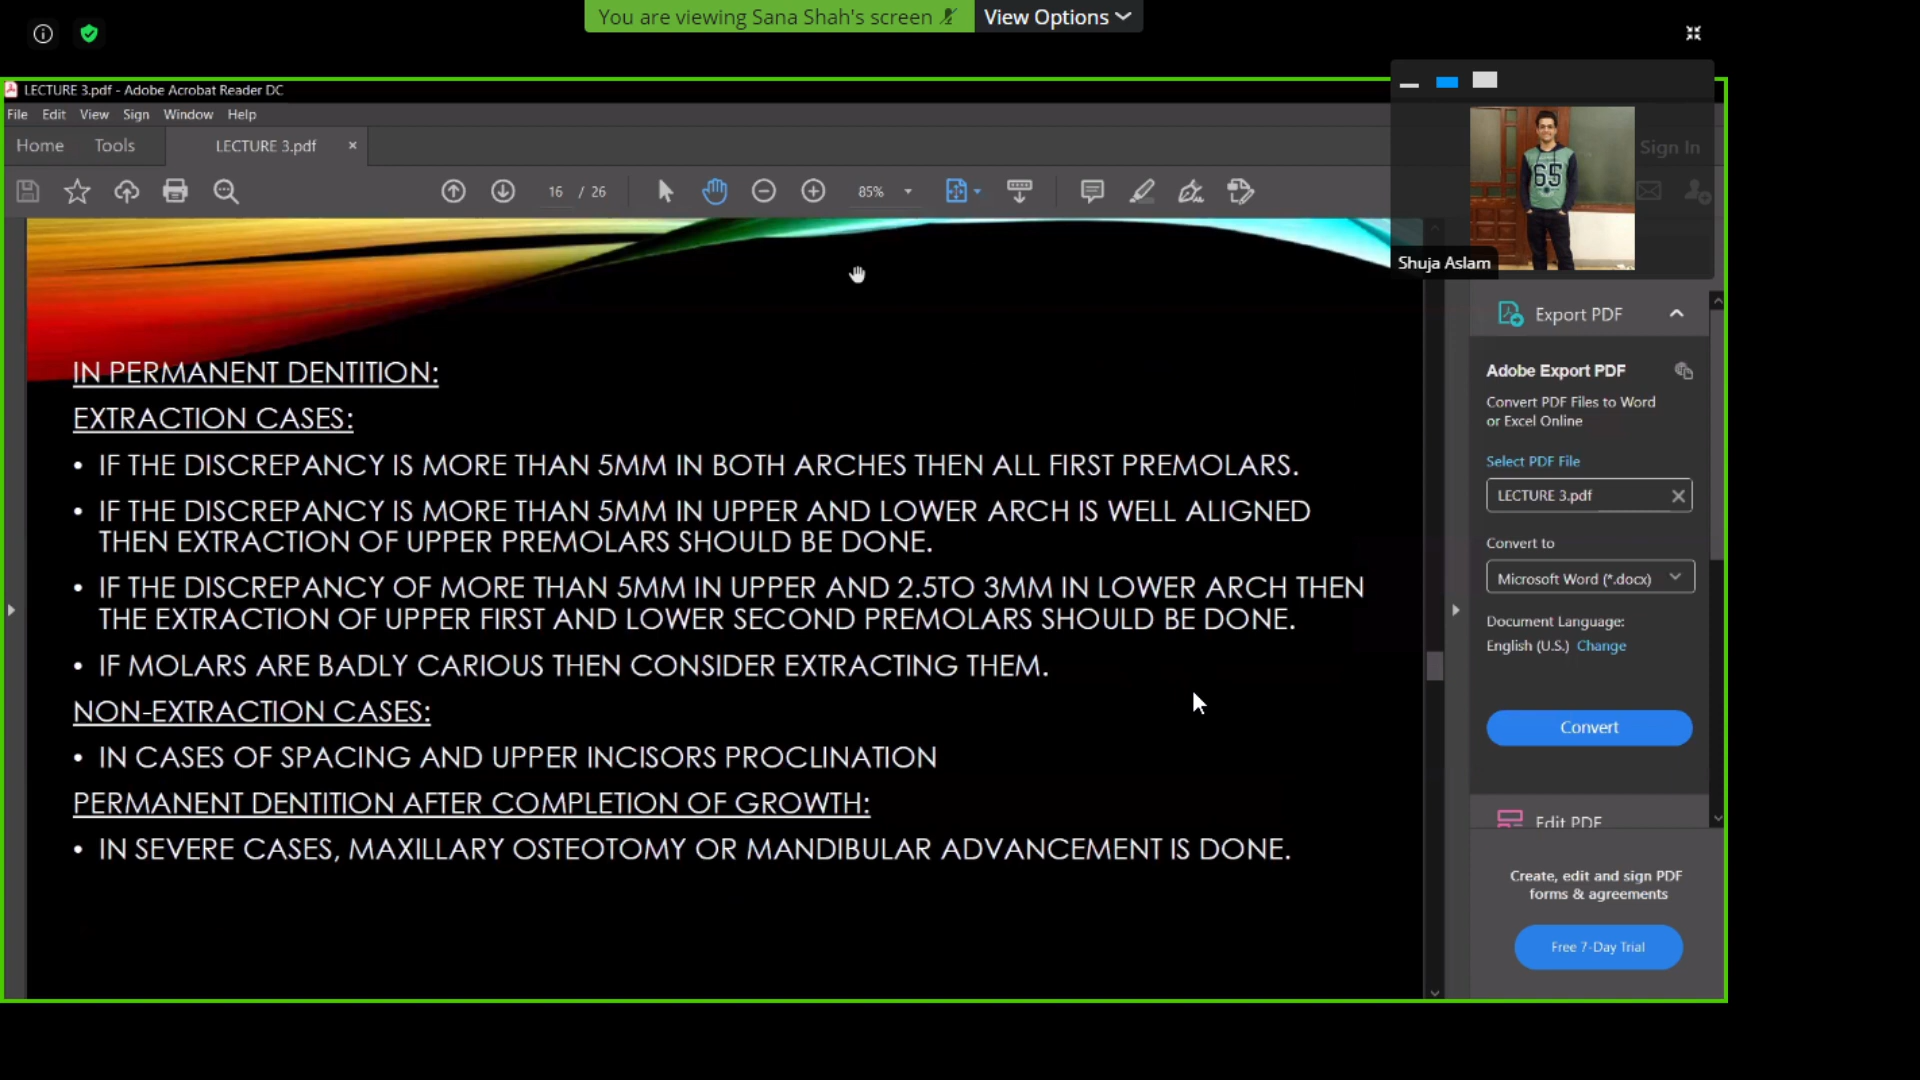 You are viewing Sana Shah's screen
View Options
LECTURE 3.pdf - Adobe Acrobat Reader DC
File Edit View Sign Window Help
Home Tools LECTURE 3.pdf ×
Sign In
16 / 26
85%
65
Shuja Aslam
IN PERMANENT DENTITION:
EXTRACTION CASES:
• IF THE DISCREPANCY IS MORE THAN 5MM IN BOTH ARCHES THEN ALL FIRST PREMOLARS.
• IF THE DISCREPANCY IS MORE THAN 5MM IN UPPER AND LOWER ARCH IS WELL ALIGNED
THEN EXTRACTION OF UPPER PREMOLARS SHOULD BE DONE.
• IF THE DISCREPANCY OF MORE THAN 5MM IN UPPER AND 2.5TO 3MM IN LOWER ARCH THEN
THE EXTRACTION OF UPPER FIRST AND LOWER SECOND PREMOLARS SHOULD BE DONE.
• IF MOLARS ARE BADLY CARIOUS THEN CONSIDER EXTRACTING THEM.
NON-EXTRACTION CASES:
• IN CASES OF SPACING AND UPPER INCISORS PROCLINATION
PERMANENT DENTITION AFTER COMPLETION OF GROWTH:
• IN SEVERE CASES, MAXILLARY OSTEOTOMY OR MANDIBULAR ADVANCEMENT IS DONE.
Export PDF
Adobe Export PDF
Convert PDF Files to Word
or Excel Online
Select PDF File
LECTURE 3.pdf
Convert to
Microsoft Word (*.docx)
Document Language:
English (U.S.) Change
Convert
Edit PDF
Create, edit and sign PDF
forms & agreements
Free 7-Day Trial